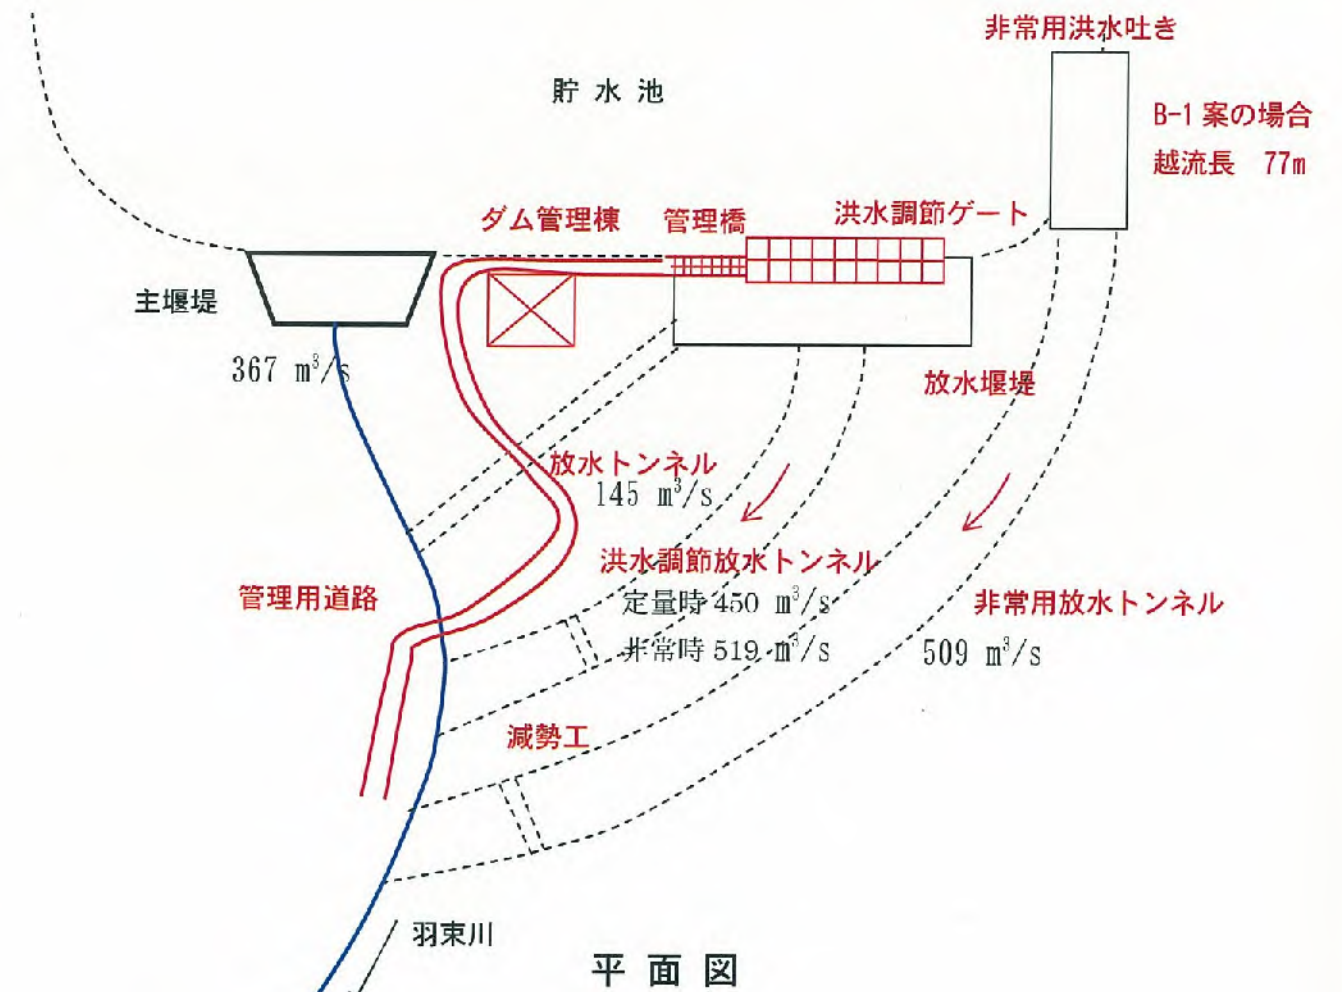 非常用洪水吐き
貯水池
B-1 案の場合
越流長 77m
ダム管理棟
管理橋
洪水調節ゲート
主堰堤
367 m³/s
放水堰堤
放水トンネル
145 m³/s
洪水調節放水トンネル
定量時 450 m³/s
非常時 519 m³/s
管理用道路
非常用放水トンネル
509 m³/s
減勢工
羽束川
平面図